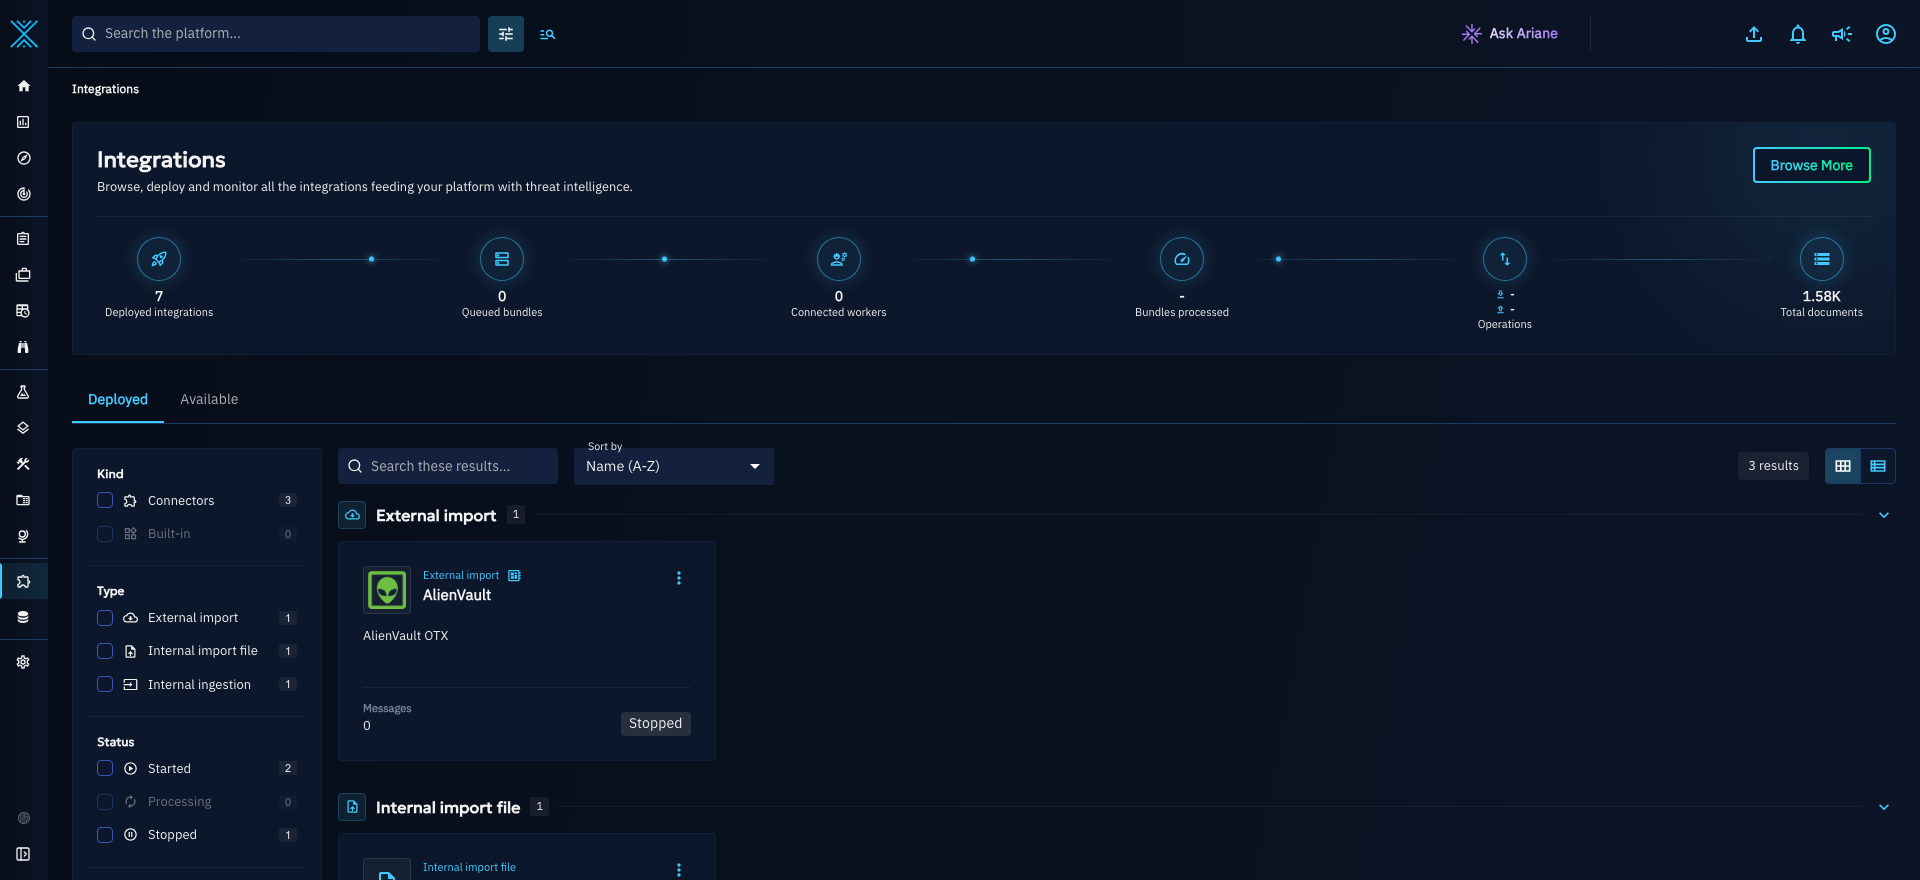 Search the platform...
Ask Ariane
Integrations
Integrations
Browse, deploy and monitor all the integrations feeding your platform with threat intelligence.
Browse More
7
Deployed integrations
0
Queued bundles
0
Connected workers
-
Bundles processed
-
-
Operations
1.58K
Total documents
Deployed
Available
Kind
Connectors 3
Built-in 0
Type
External import 1
Internal import file 1
Internal ingestion 1
Status
Started 2
Processing 0
Stopped 1
Search these results...
Sort by
Name (A-Z)
3 results
External import 1
External import
AlienVault
AlienVault OTX
Messages
0
Stopped
Internal import file 1
Internal import file